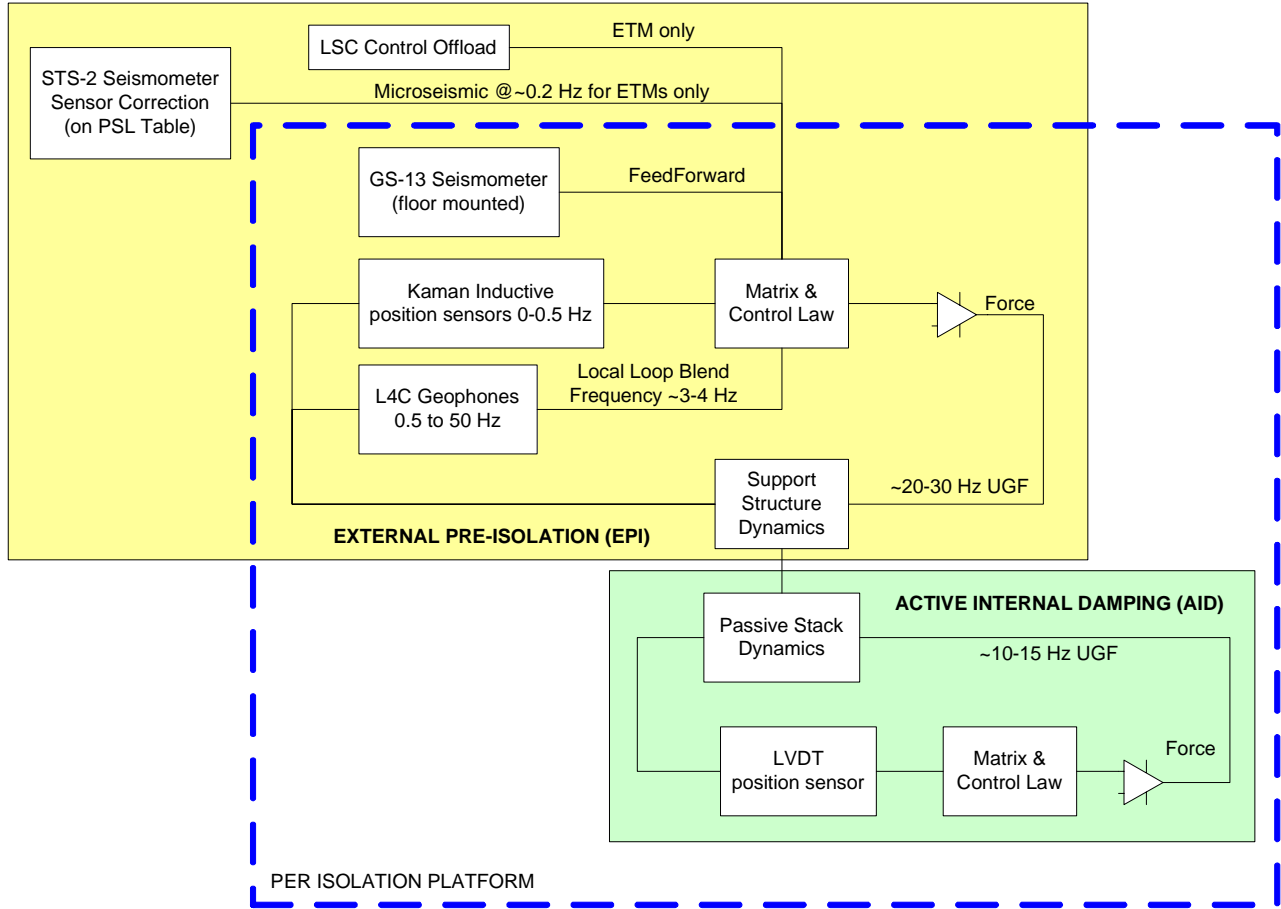 ETM only
LSC Control Offload
STS-2 Seismometer
Sensor Correction
(on PSL Table)
Microseismic @~0.2 Hz for ETMs only
GS-13 Seismometer
(floor mounted)
FeedForward
Kaman Inductive
position sensors 0-0.5 Hz
Matrix &
Control Law
Force
Local Loop Blend
Frequency ~3-4 Hz
L4C Geophones
0.5 to 50 Hz
Support
Structure
Dynamics
~20-30 Hz UGF
EXTERNAL PRE-ISOLATION (EPI)
ACTIVE INTERNAL DAMPING (AID)
Passive Stack
Dynamics
~10-15 Hz UGF
LVDT
position sensor
Matrix &
Control Law
Force
PER ISOLATION PLATFORM